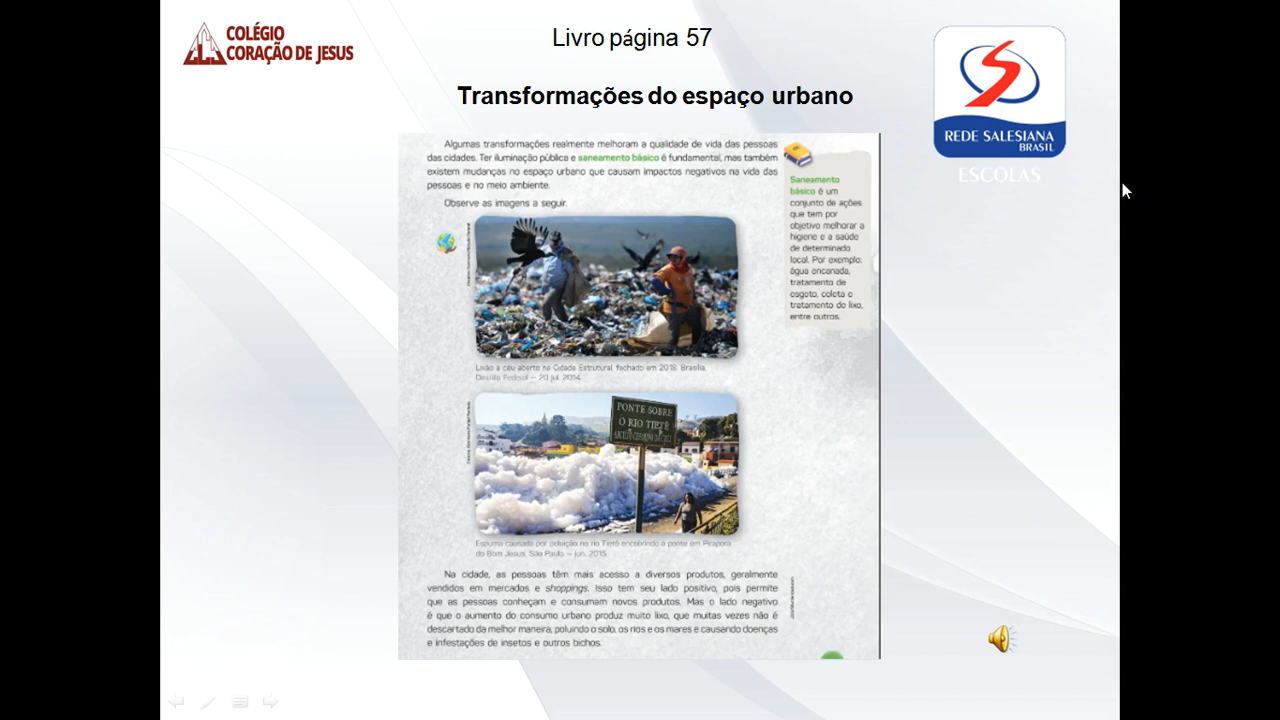 COLÉGIO
CORAÇÃO DE JESUS
Livro página 57
Transformações do espaço urbano
REDE SALESIANA
BRASIL
ESCOLAS
Algumas transformações realmente melhoram a qualidade de vida das pessoas
das cidades. Ter iluminação pública e saneamento básico é fundamental, mas também
existem mudanças no espaço urbano que causam impactos negativos na vida das
pessoas e no meio ambiente.
Observe as imagens a seguir.
Saneamento
básico é um
conjunto de ações
que tem por
objetivo melhorar a
higiene e a saúde
de determinado
local. Por exemplo:
água encanada,
tratamento de
esgoto, coleta e
tratamento do lixo,
entre outros.
Lixão a céu aberto na Cidade Estrutural, fechado em 2018. Brasília,
Distrito Federal – 20 jul. 2014.
PONTE SOBRE
O RIO TIETÊ
Espuma causada por poluição no rio Tietê encobrindo a ponte em Pirapora
do Bom Jesus, São Paulo – jun. 2015.
Na cidade, as pessoas têm mais acesso a diversos produtos, geralmente
vendidos em mercados e shoppings. Isso tem seu lado positivo, pois permite
que as pessoas conheçam e consumam novos produtos. Mas o lado negativo
é que o aumento do consumo urbano produz muito lixo, que muitas vezes não é
descartado da melhor maneira, poluindo o solo, os rios e os mares e causando doenças
e infestações de insetos e outros bichos.